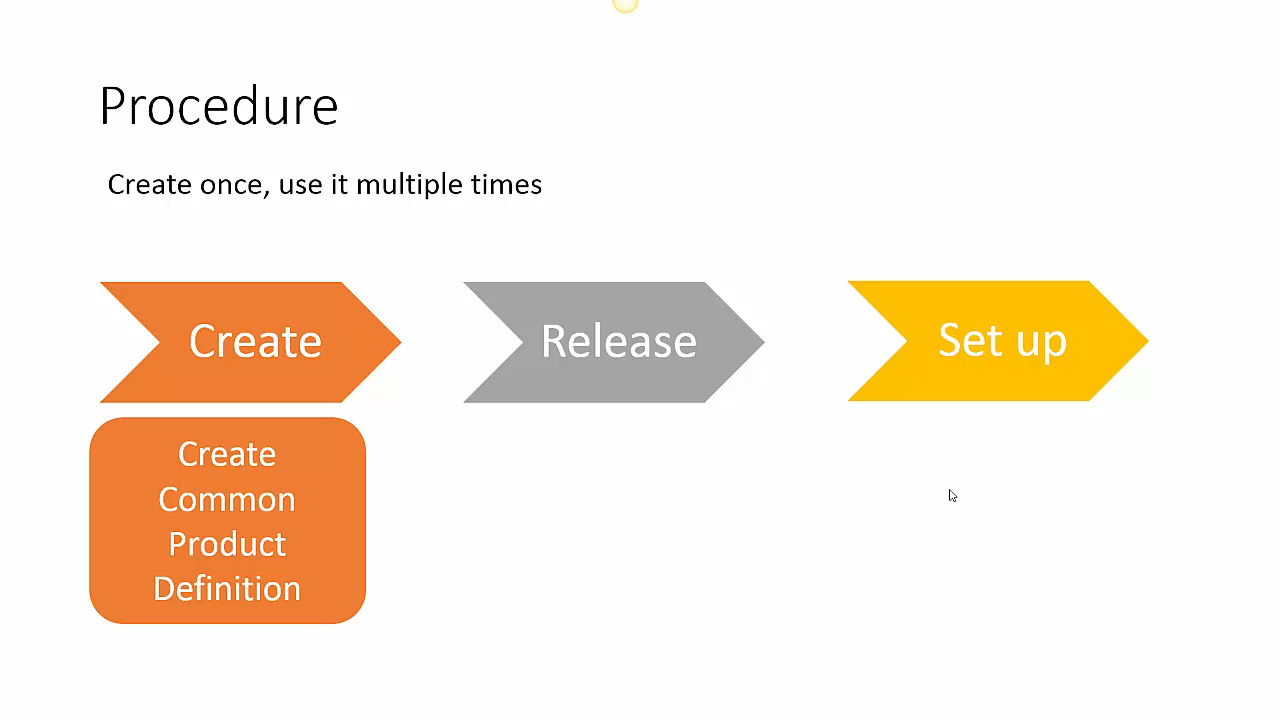 Procedure
Create once, use it multiple times
Create
Release
Set up
Create
Common
Product
Definition